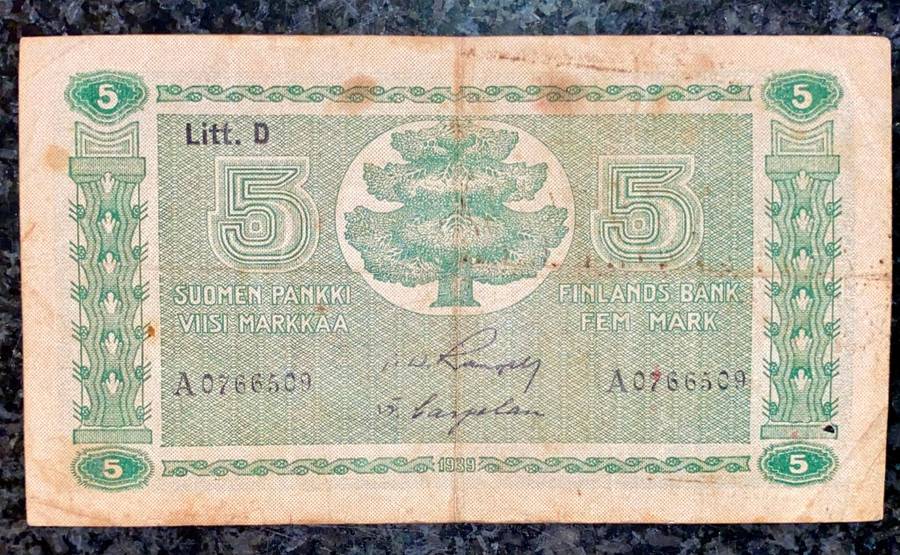 5 5
Litt. D
5 5
SUOMEN PANKKI FINLANDS BANK
VIISI MARKKAA FEM MARK
A0766509 A0766509
1939
5 5